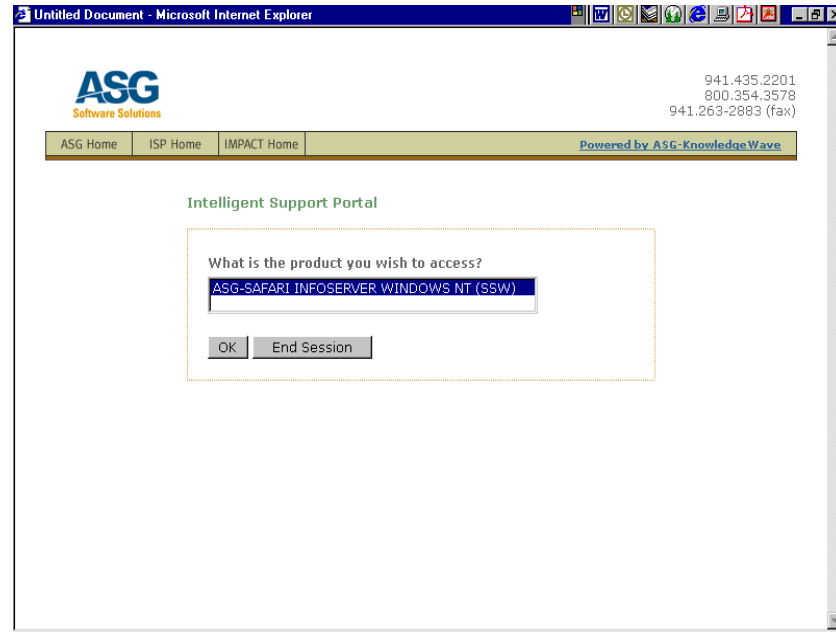 Untitled Document - Microsoft Internet Explorer
ASG
Software Solutions
941.435.2201
800.354.3578
941.263-2883 (fax)
ASG Home ISP Home IMPACT Home Powered by ASG-KnowledgeWave
Intelligent Support Portal
What is the product you wish to access?
ASG-SAFARI INFOSERVER WINDOWS NT (SSW)
OK End Session